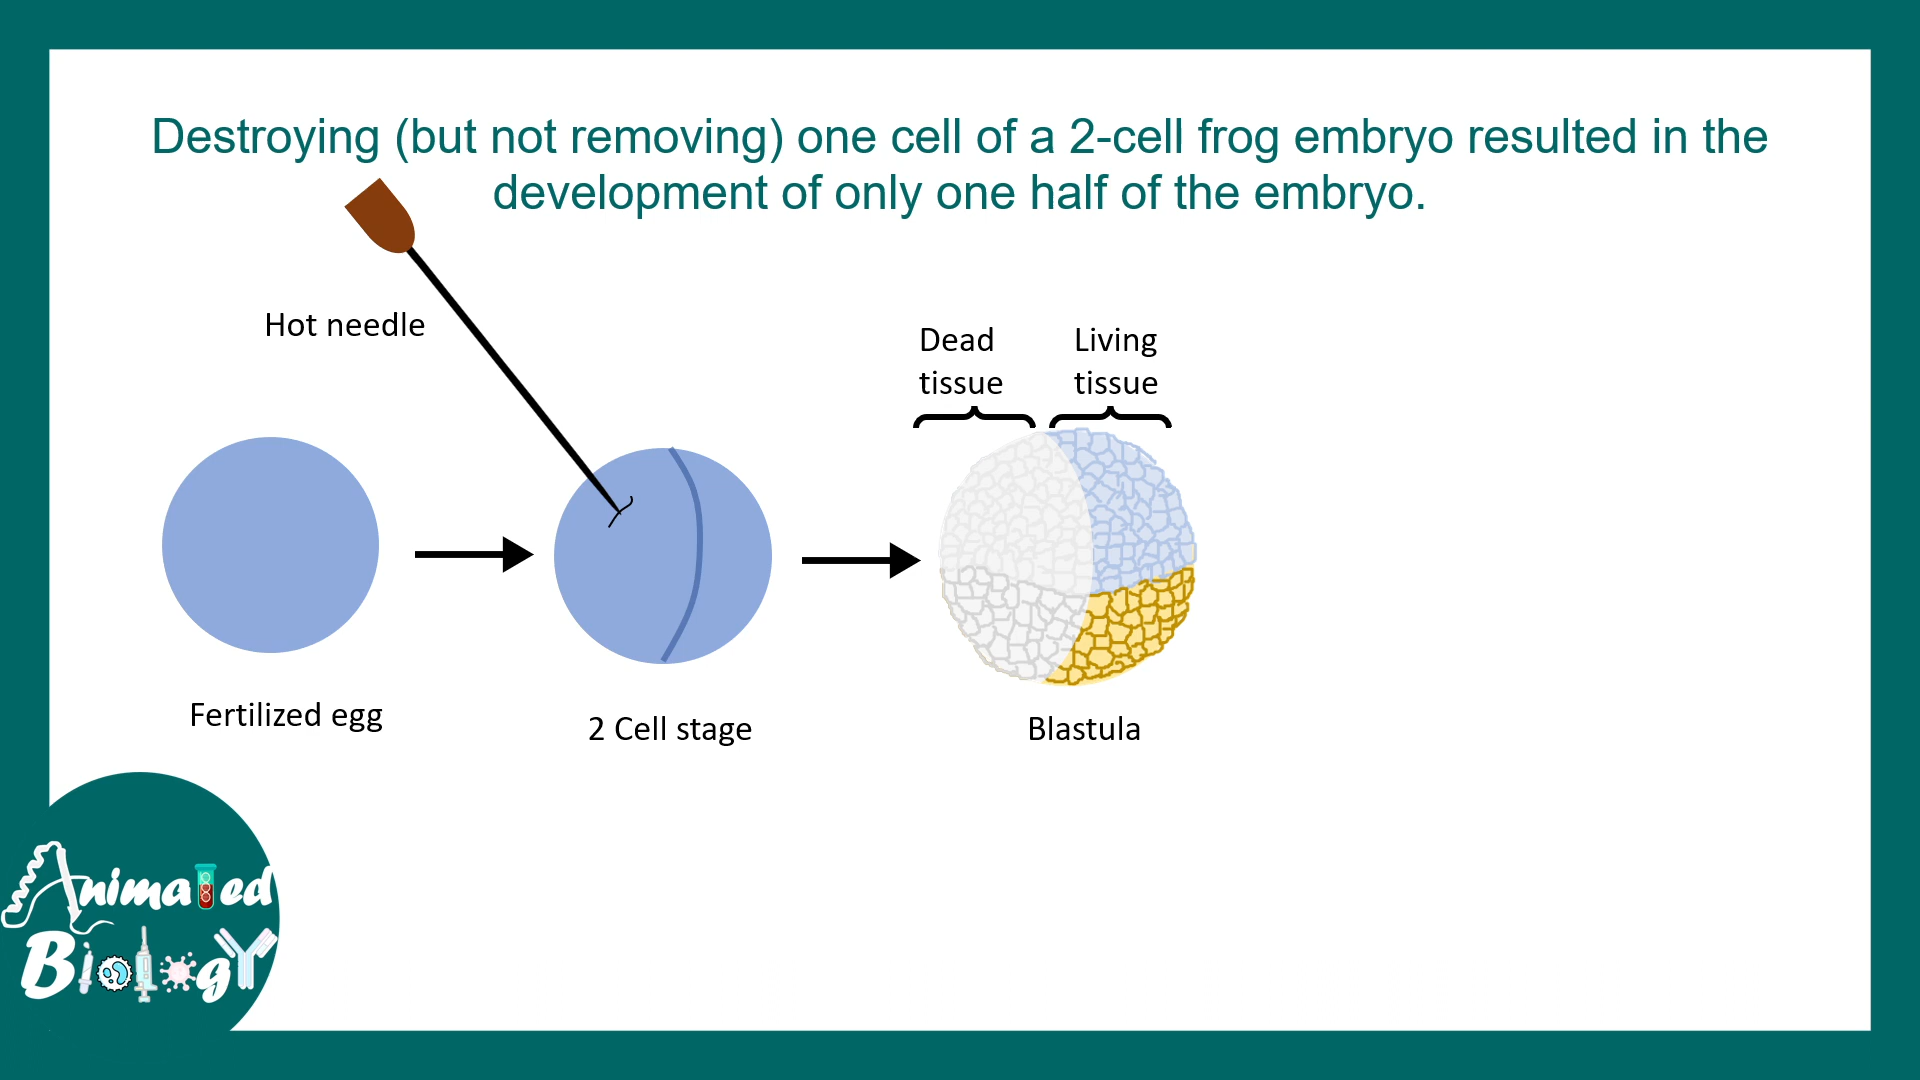 Destroying (but not removing) one cell of a 2-cell frog embryo resulted in the
development of only one half of the embryo.
Hot needle
Dead
tissue
Living
tissue
Fertilized egg
2 Cell stage
Blastula
Animated
Biology